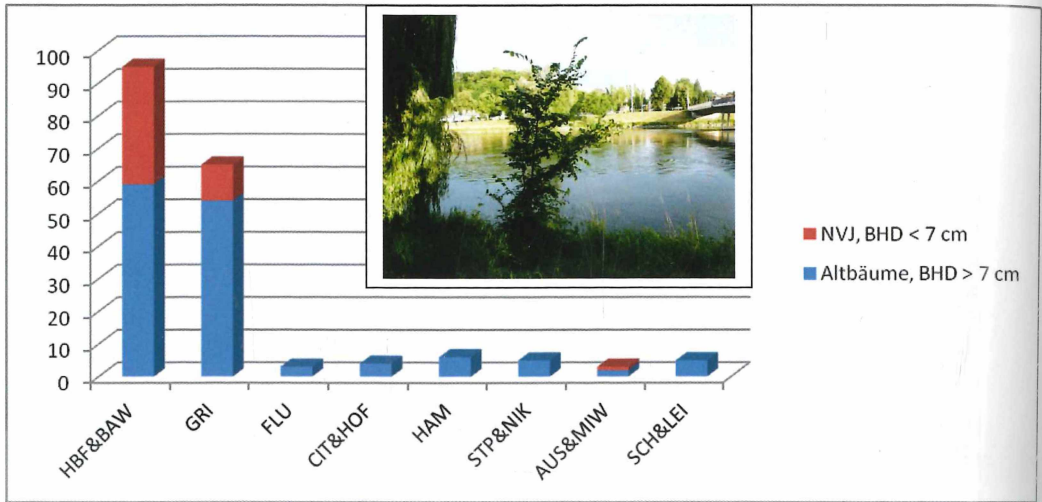 100
90
80
70
60
50
40
30
20
10
0
HBF&BAW
GRI
FLU
CIT&HOF
HAM
STP&NIK
AUS&MIW
SCH&LEI
NVJ, BHD < 7 cm
Altbäume, BHD > 7 cm